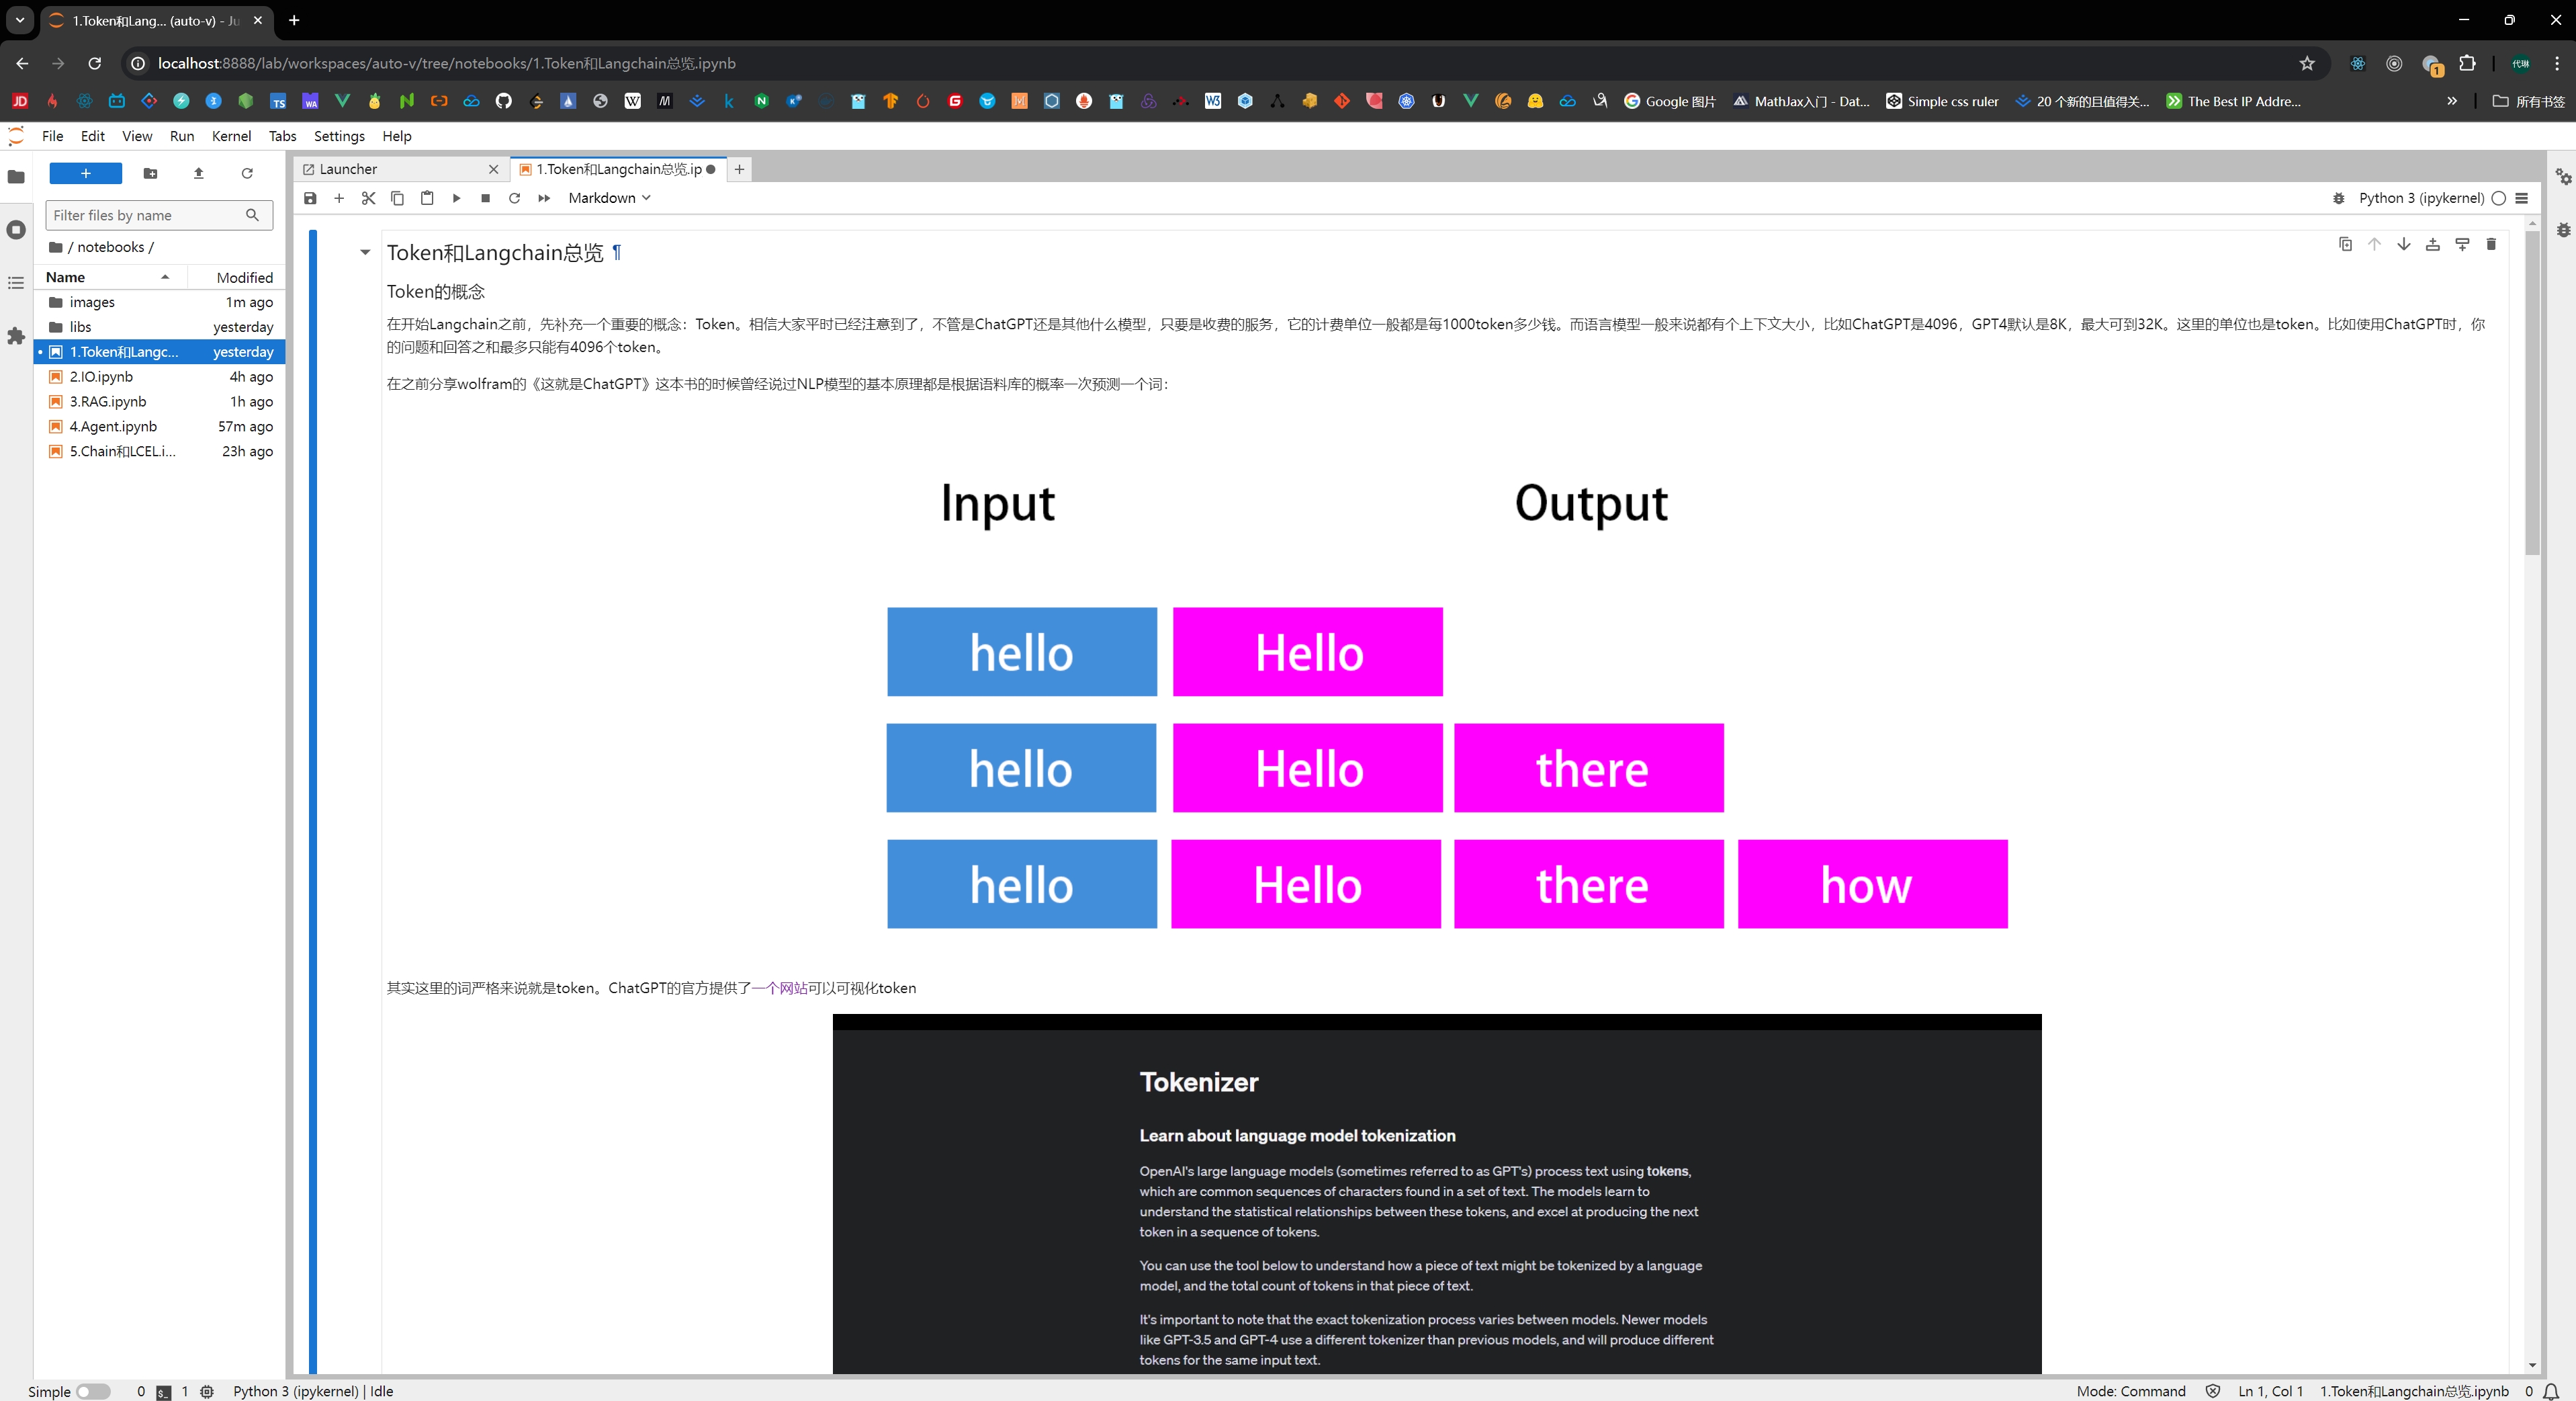 1.Token和Lang... (auto-v) - Ju
localhost:8888/lab/workspaces/auto-v/tree/notebooks/1.Token和Langchain总览.ipynb
代琳
1
Google 图片
MathJax入门 - Dat...
Simple css ruler
20 个新的且值得关...
The Best IP Addre...
所有书签
File Edit View Run Kernel Tabs Settings Help
Launcher
1.Token和Langchain总览.ip
Filter files by name
Markdown
Python 3 (ipykernel)
/ notebooks /
Name Modified
images 1m ago
libs yesterday
1.Token和Langc... yesterday
2.IO.ipynb 4h ago
3.RAG.ipynb 1h ago
4.Agent.ipynb 57m ago
5.Chain和LCEL.i... 23h ago
Token和Langchain总览 ¶
Token的概念
在开始Langchain之前，先补充一个重要的概念：Token。相信大家平时已经注意到了，不管是ChatGPT还是其他什么模型，只要是收费的服务，它的计费单位一般都是每1000token多少钱。而语言模型一般来说都有个上下文大小，比如ChatGPT是4096，GPT4默认是8K，最大可到32K。这里的单位也是token。比如使用ChatGPT时，你
的问题和回答之和最多只能有4096个token。
在之前分享wolfram的《这就是ChatGPT》这本书的时候曾经说过NLP模型的基本原理都是根据语料库的概率一次预测一个词：
Input Output
hello Hello
hello Hello there
hello Hello there how
其实这里的词严格来说就是token。ChatGPT的官方提供了一个网站可以可视化token
Tokenizer
Learn about language model tokenization
OpenAI's large language models (sometimes referred to as GPT's) process text using tokens,
which are common sequences of characters found in a set of text. The models learn to
understand the statistical relationships between these tokens, and excel at producing the next
token in a sequence of tokens.
You can use the tool below to understand how a piece of text might be tokenized by a language
model, and the total count of tokens in that piece of text.
It's important to note that the exact tokenization process varies between models. Newer models
like GPT-3.5 and GPT-4 use a different tokenizer than previous models, and will produce different
tokens for the same input text.
Simple 0 1 Python 3 (ipykernel) | Idle
Mode: Command Ln 1, Col 1 1.Token和Langchain总览.ipynb 0